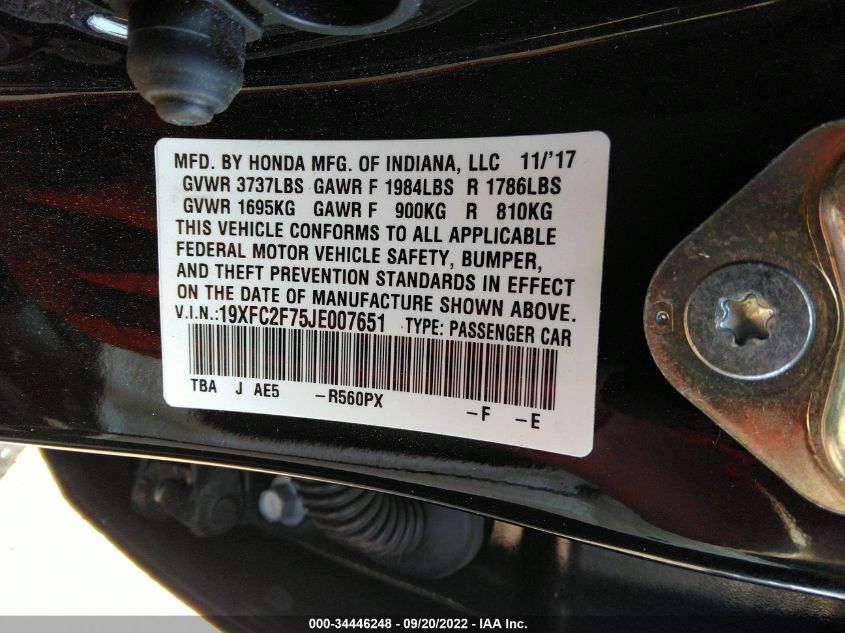 MFD. BY HONDA MFG. OF INDIANA, LLC 11/'17
GVWR 3737LBS GAWR F 1984LBS R 1786LBS
GVWR 1695KG GAWR F 900KG R 810KG
THIS VEHICLE CONFORMS TO ALL APPLICABLE
FEDERAL MOTOR VEHICLE SAFETY, BUMPER,
AND THEFT PREVENTION STANDARDS IN EFFECT
ON THE DATE OF MANUFACTURE SHOWN ABOVE.
V.I.N.:19XFC2F75JE007651 TYPE: PASSENGER CAR
TBA J AE5 -R560PX -F -E
000-34446248 - 09/20/2022 - IAA Inc.